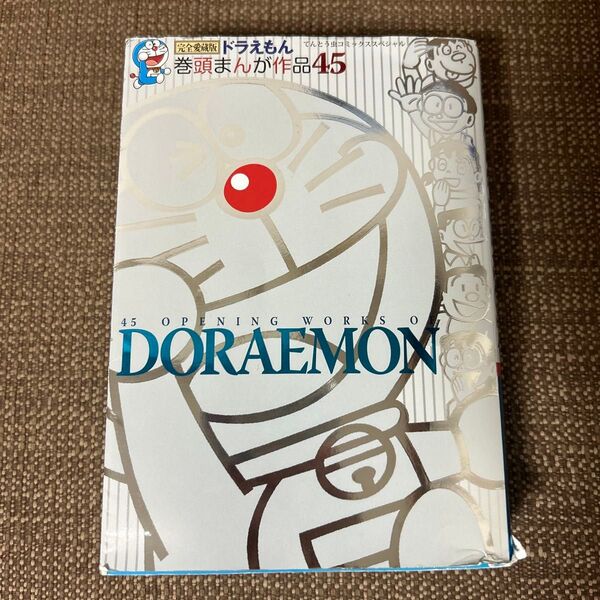 完全愛蔵版 ドラえもん てんとう虫コミックススペシャル
巻頭まんが作品45
45 OPENING WORKS OF
DORAEMON